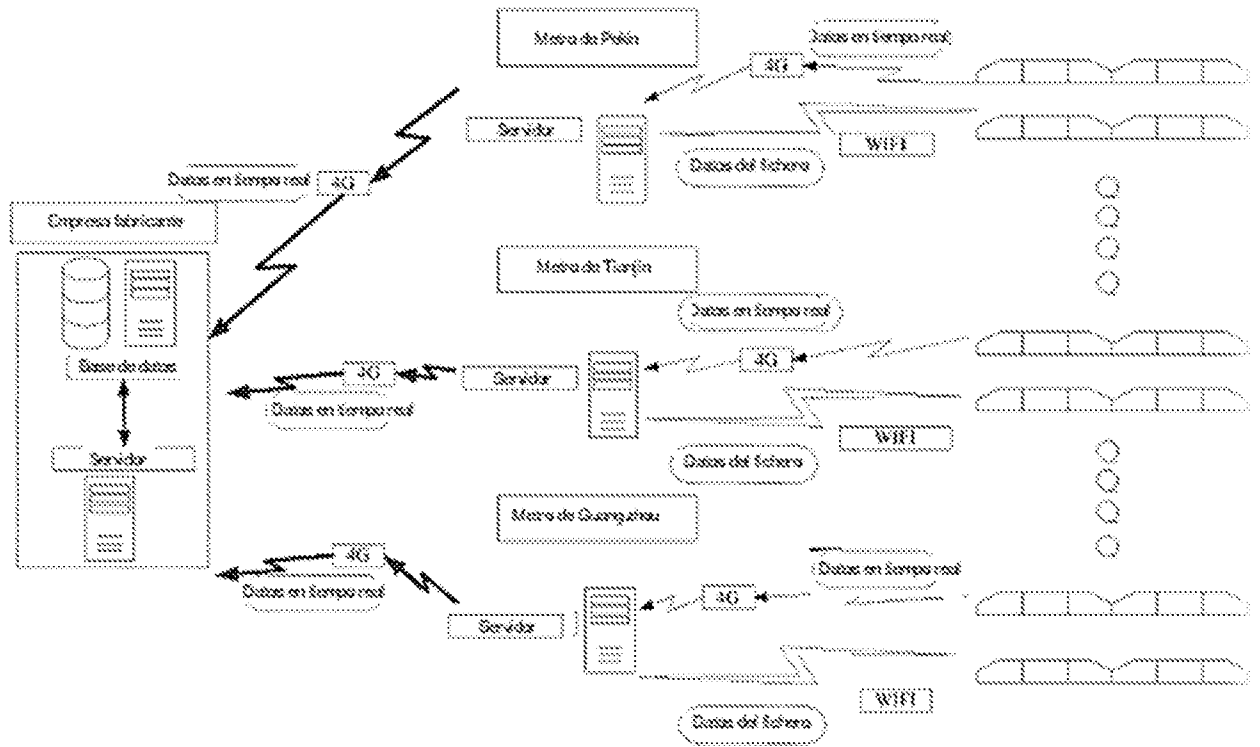 Metro de Pekín
Datos en tiempo real
4G
Servidor
WIFI
Datos del fichero
Datos en tiempo real
4G
Empresa fabricante
Metro de Tianjin
Datos en tiempo real
Base de datos
4G
Servidor
4G
Datos en tiempo real
WIFI
Servidor
Datos del fichero
Metro de Guangzhou
4G
Datos en tiempo real
Datos en tiempo real
4G
Servidor
WIFI
Datos del fichero